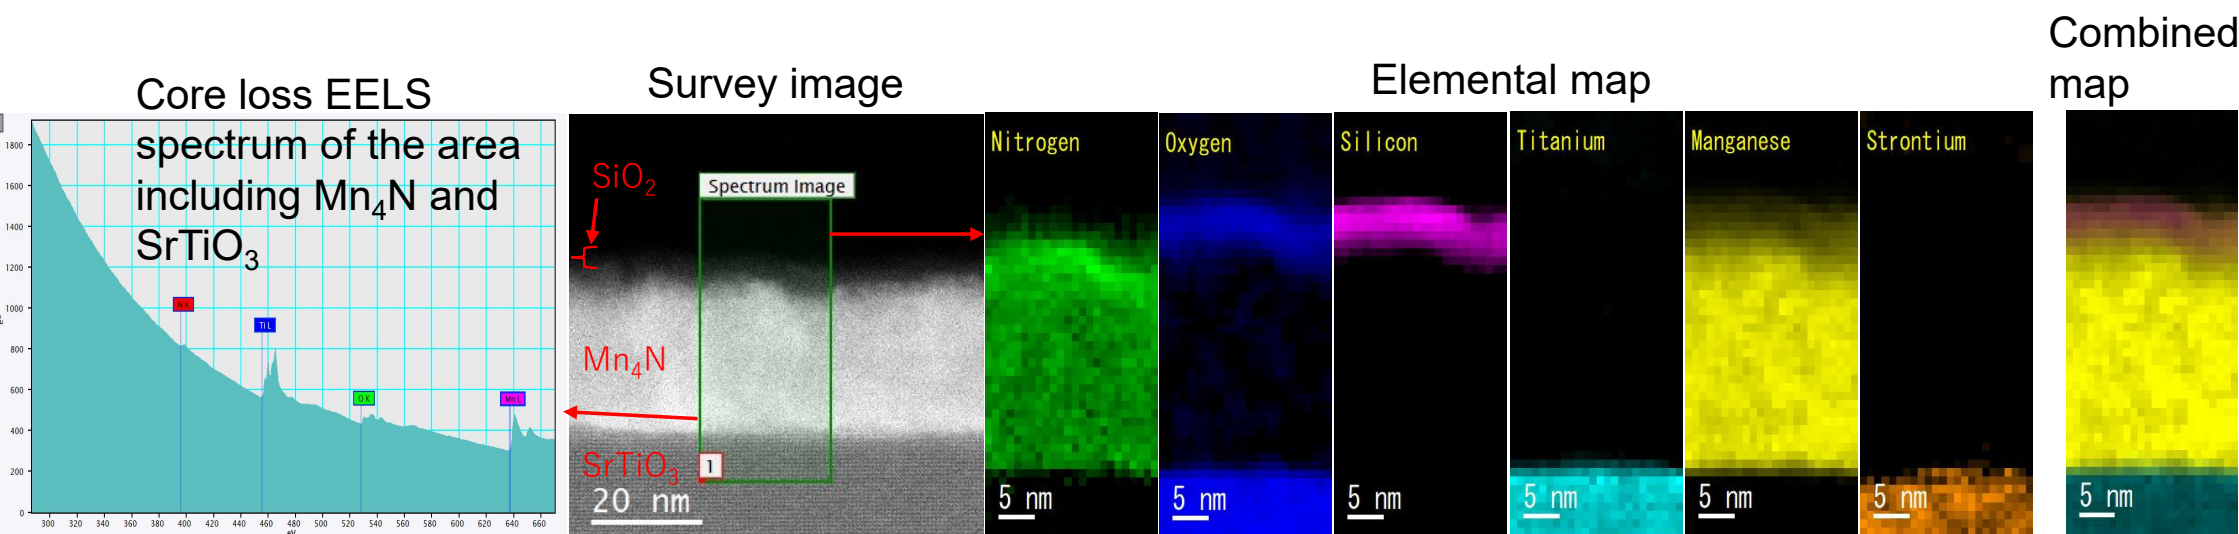 Core loss EELS
spectrum of the area
including Mn₄N and
SrTiO₃
1800
1600
1400
1200
1000
800
600
400
200
0
N K
Ti L
O K
Mn L
300 320 340 360 380 400 420 440 460 480 500 520 540 560 580 600 620 640 660
eV
Survey image
SiO₂
Spectrum Image
Mn₄N
SrTiO₃
1
20 nm
Elemental map
Nitrogen
5 nm
Oxygen
5 nm
Silicon
5 nm
Titanium
5 nm
Manganese
5 nm
Strontium
5 nm
Combined
map
5 nm